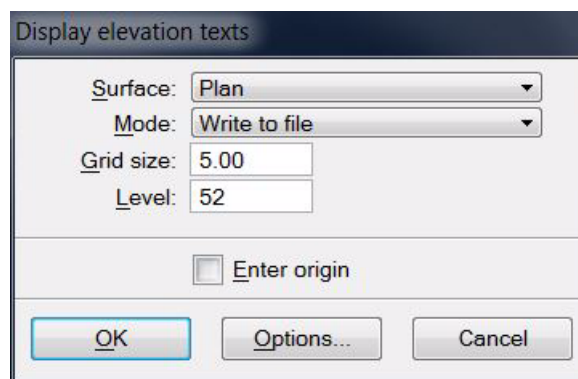 Display elevation texts
Surface: Plan
Mode: Write to file
Grid size: 5.00
Level: 52
Enter origin
OK Options... Cancel